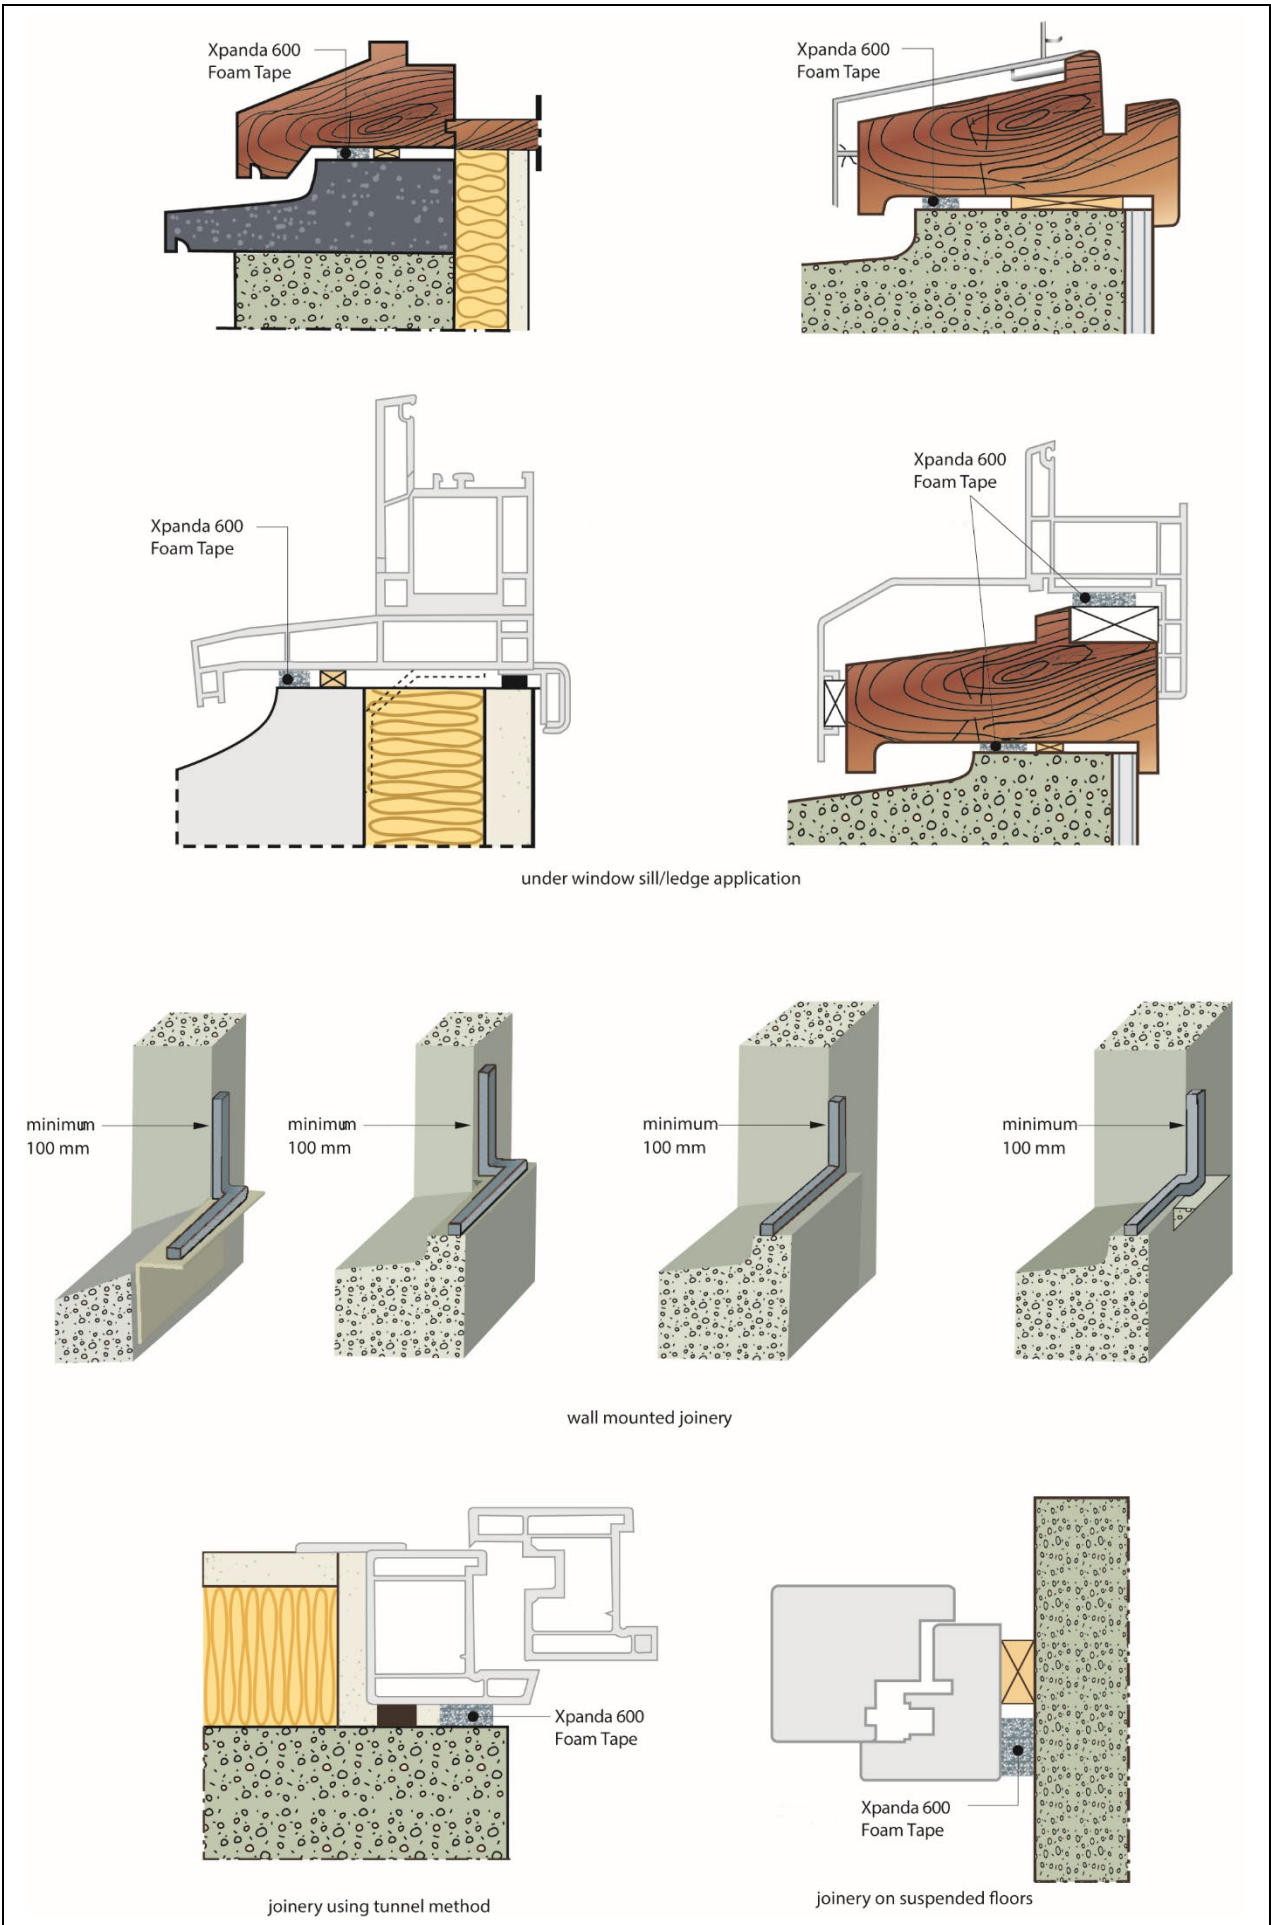 Xpanda 600
Foam Tape
Xpanda 600
Foam Tape
Xpanda 600
Foam Tape
Xpanda 600
Foam Tape
under window sill/ledge application
minimum
100 mm
minimum
100 mm
minimum
100 mm
minimum
100 mm
wall mounted joinery
Xpanda 600
Foam Tape
joinery using tunnel method
Xpanda 600
Foam Tape
joinery on suspended floors